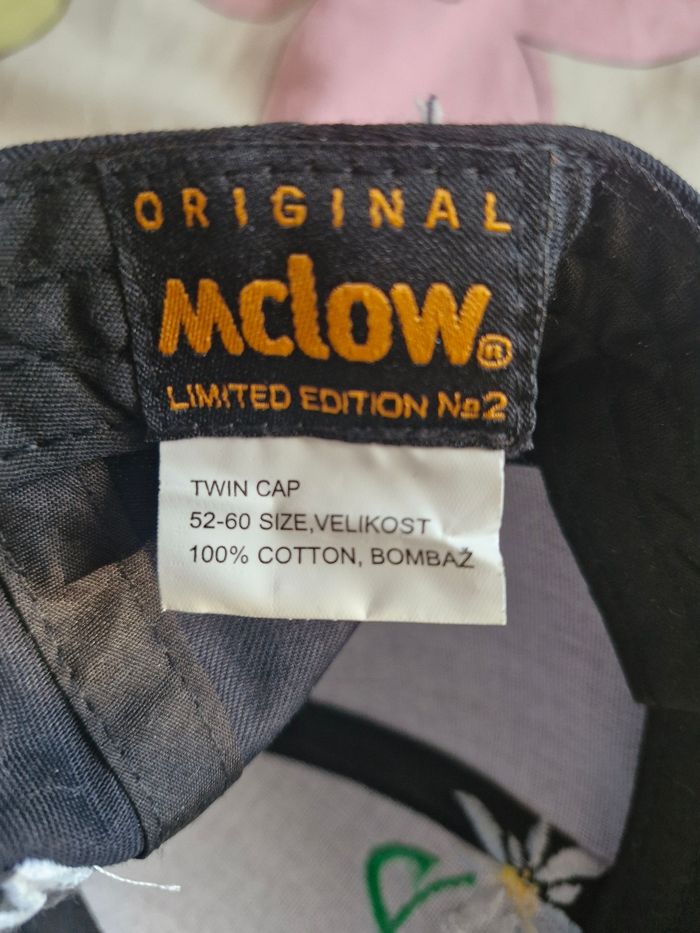 ORIGINAL
Mclow®
LIMITED EDITION №2
TWIN CAP
52-60 SIZE,VELIKOST
100% COTTON, BOMBAŽ